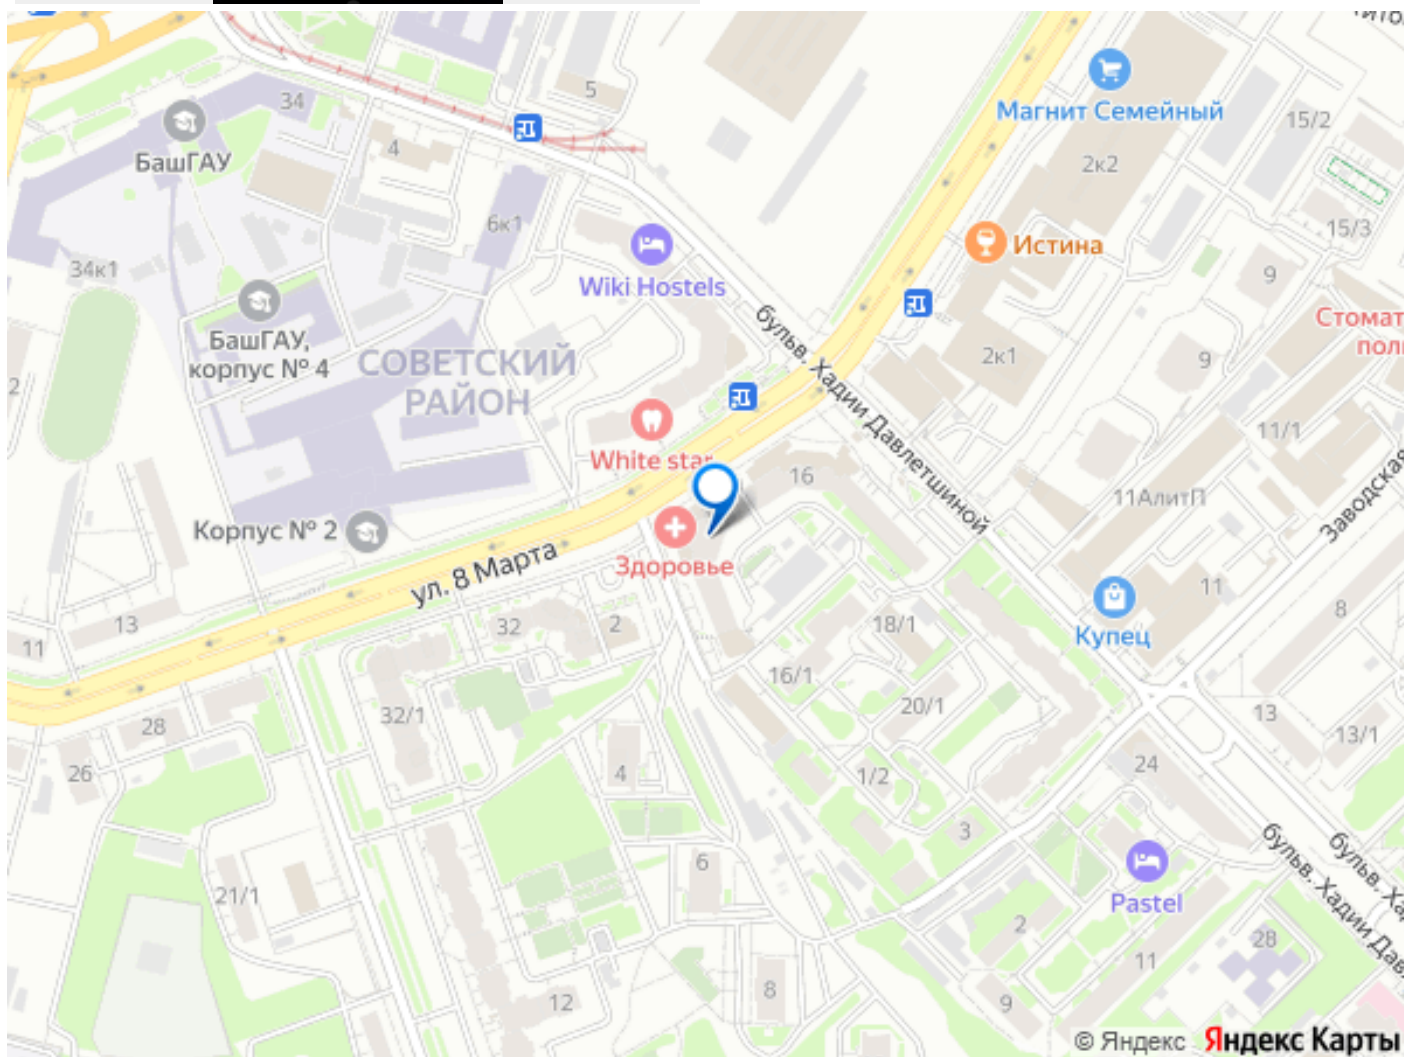 34
БашГАУ
4
5
Магнит Семейный
15/2
2к2
6к1
15/3
Истина
34к1
Wiki Hostels
9
БашГАУ,
корпус № 4
СОВЕТСКИЙ
РАЙОН
бульв. Хадии Давлетшиной
2к1
9
Стомат
пол
2
White star
11/1
16
11АлитП
Заводская
Корпус № 2
Здоровье
ул. 8 Марта
11
8
Купец
13
11
32
2
18/1
16/1
20/1
13
13/1
32/1
28
26
4
1/2
24
3
6
21/1
бульв. Хадии Дав
бульв. Ха
Pastel
2
28
11
8
12
9
© Яндекс Яндекс Карты